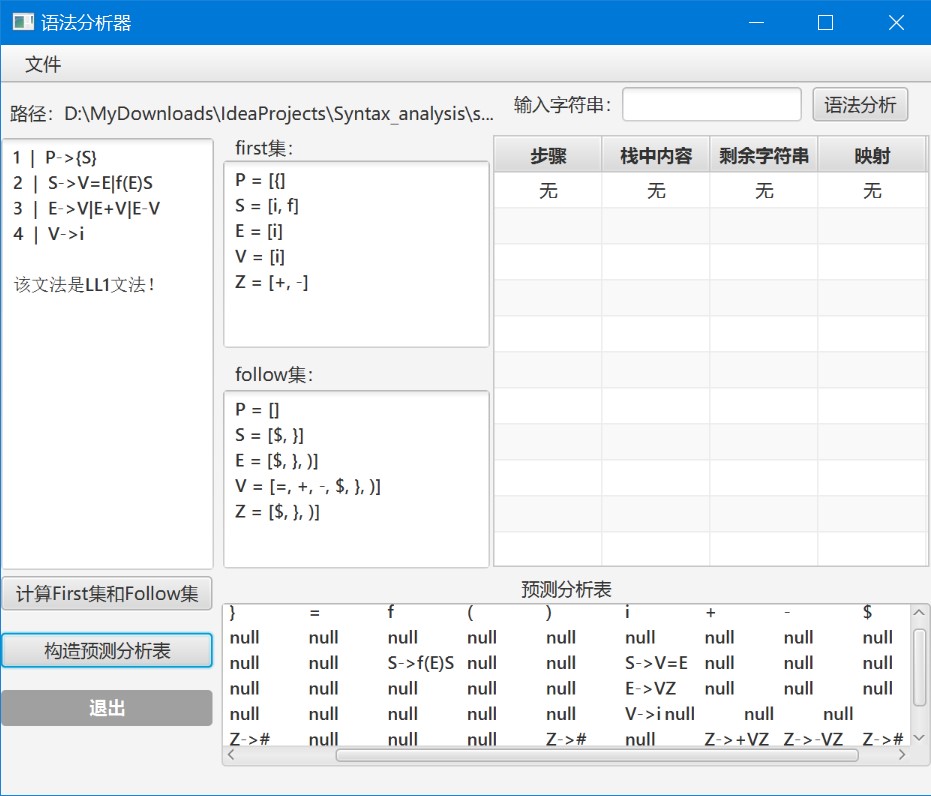 语法分析器
文件
路径：D:\MyDownloads\IdeaProjects\Syntax_analysis\s...
输入字符串：
语法分析
1 | P->{S}
2 | S->V=E|f(E)S
3 | E->V|E+V|E-V
4 | V->i
该文法是LL1文法！
first集：
P = [{]
S = [i, f]
E = [i]
V = [i]
Z = [+, -]
follow集：
P = []
S = [$, }]
E = [$, }, )]
V = [=, +, -, $, }, )]
Z = [$, }, )]
步骤 栈中内容 剩余字符串 映射
无 无 无 无
计算First集和Follow集
构造预测分析表
退出
预测分析表
} = f ( ) i + - $
null null null null null null null null null
null null S->f(E)S null null S->V=E null null null
null null null null null E->VZ null null null
null null null null null V->i null null null
Z-># null null null Z-># null Z->+VZ Z->-VZ Z->#